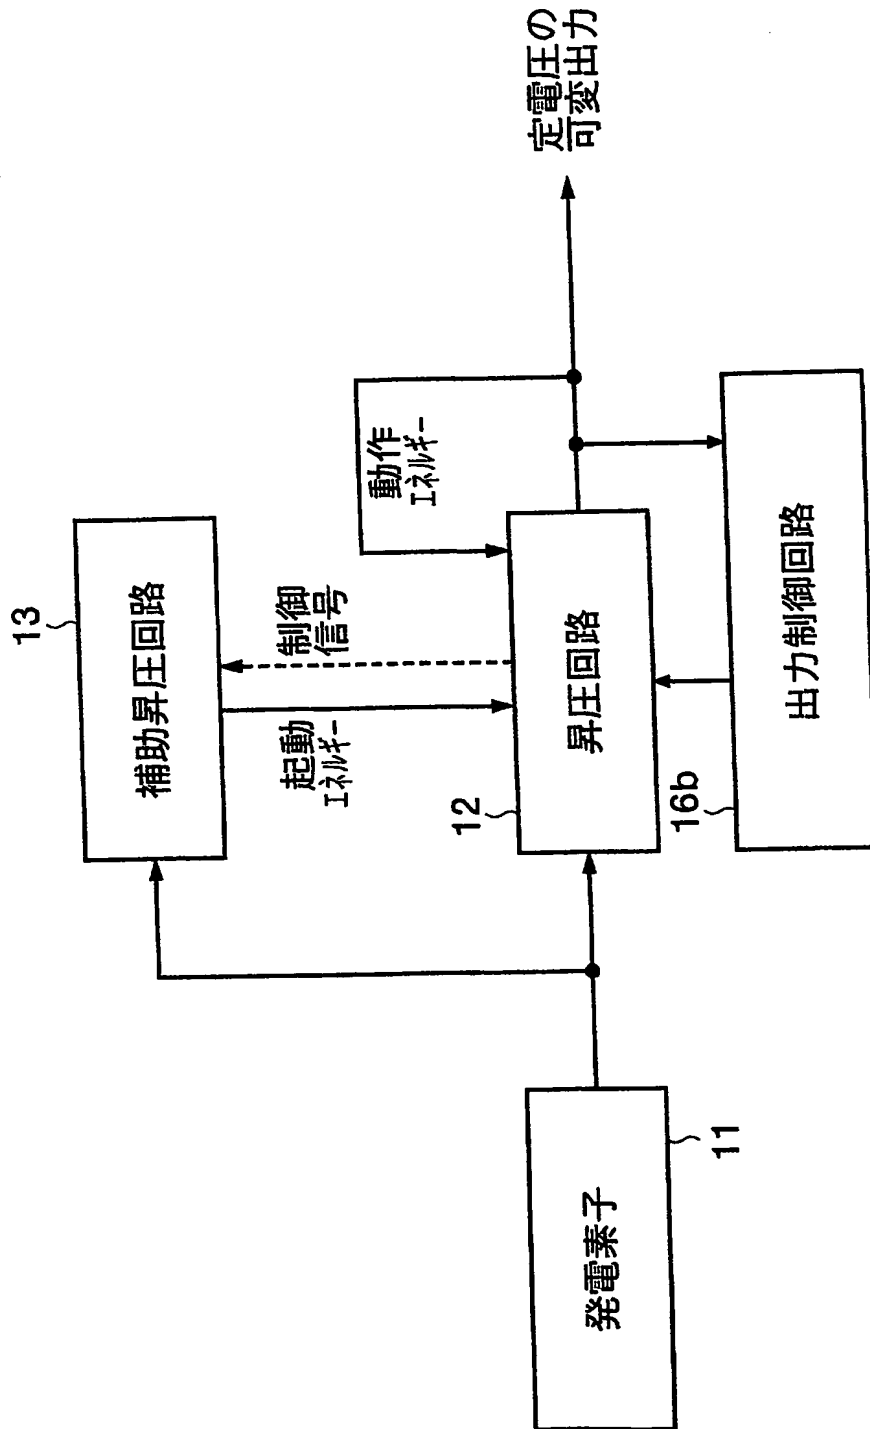 13
補助昇圧回路
起動
エネルギー
制御
信号
動作
エネルギー
定電圧の
可変出力
12
昇圧回路
発電素子
11
16b
出力制御回路